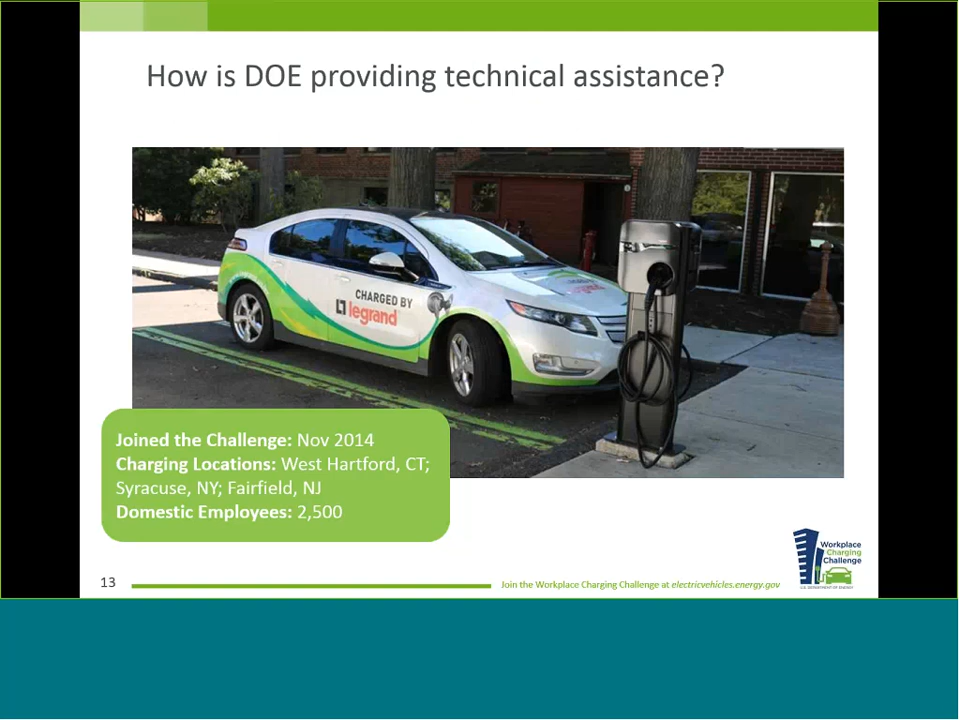 How is DOE providing technical assistance?
CHARGED BY
legrand
Joined the Challenge: Nov 2014
Charging Locations: West Hartford, CT;
Syracuse, NY; Fairfield, NJ
Domestic Employees: 2,500
Workplace
Charging
Challenge
U.S. DEPARTMENT OF ENERGY
13
Join the Workplace Charging Challenge at electricvehicles.energy.gov